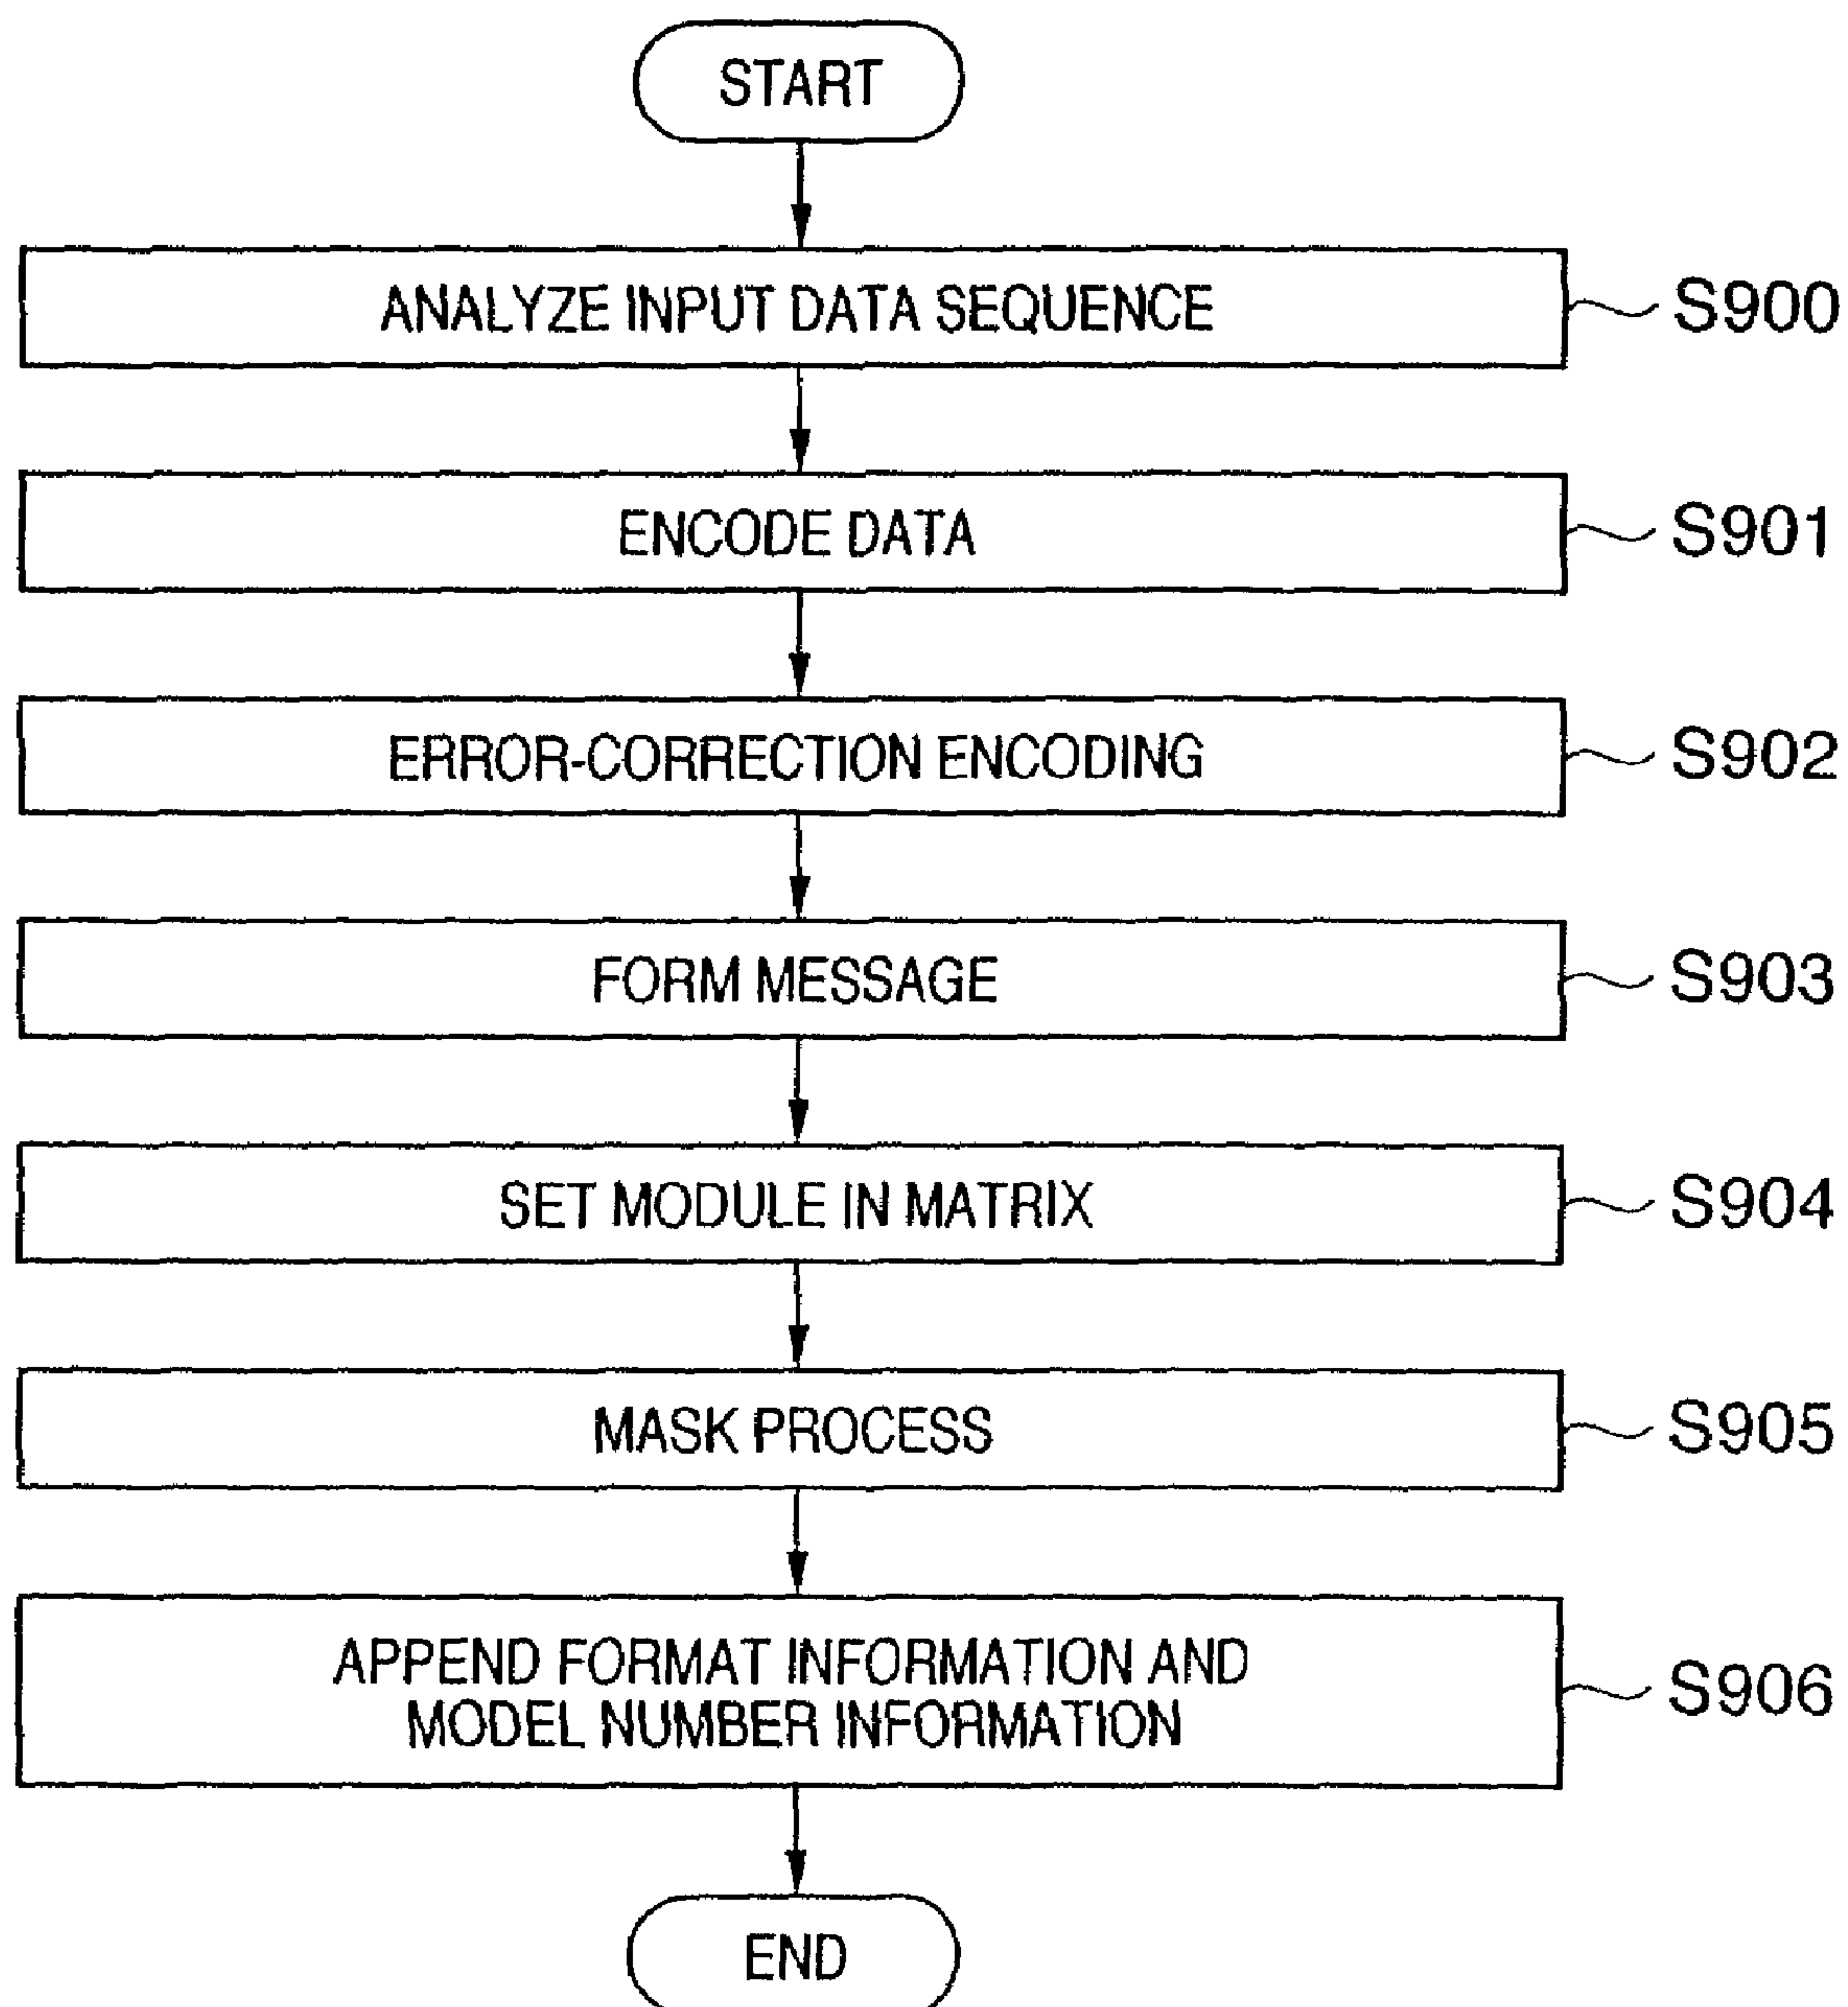 START
ANALYZE INPUT DATA SEQUENCE
S900
ENCODE DATA
S901
ERROR-CORRECTION ENCODING
S902
FORM MESSAGE
S903
SET MODULE IN MATRIX
S904
MASK PROCESS
S905
APPEND FORMAT INFORMATION AND
MODEL NUMBER INFORMATION
S906
END